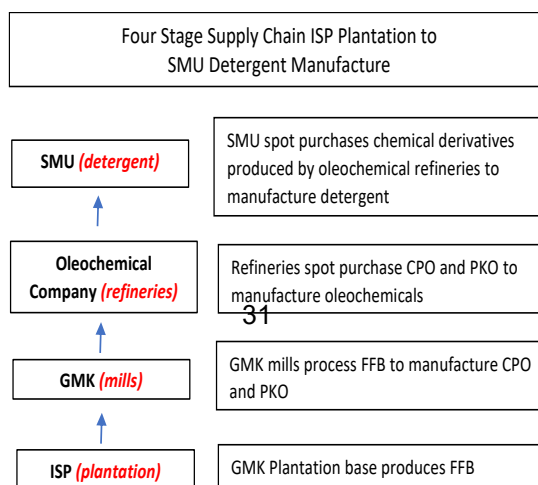 Four Stage Supply Chain ISP Plantation to
SMU Detergent Manufacture
SMU (detergent)
SMU spot purchases chemical derivatives
produced by oleochemical refineries to
manufacture detergent
Oleochemical
Company (refineries)
Refineries spot purchase CPO and PKO to
manufacture oleochemicals
31
GMK (mills)
GMK mills process FFB to manufacture CPO
and PKO
ISP (plantation)
GMK Plantation base produces FFB